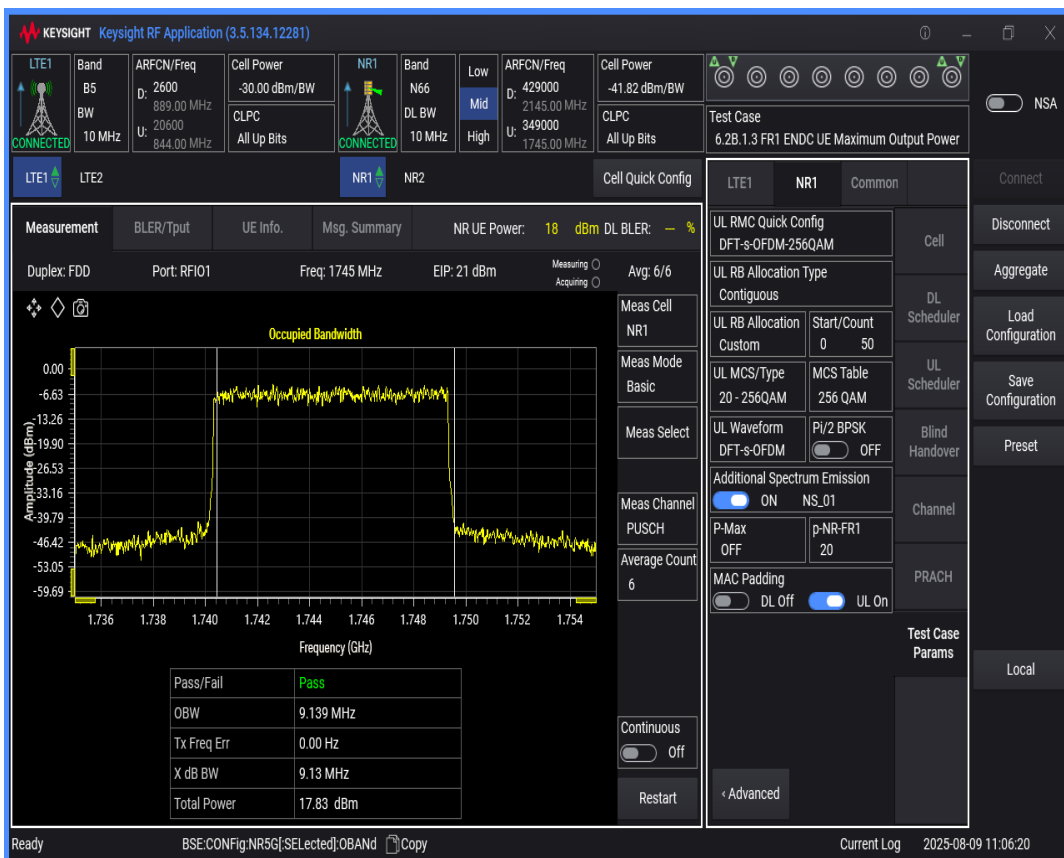 KEYSIGHT Keysight RF Application (3.5.134.12281)
LTE1
CONNECTED
Band
B5
BW
10 MHz
ARFCN/Freq
D: 2600
889.00 MHz
U: 20600
844.00 MHz
Cell Power
-30.00 dBm/BW
CLPC
All Up Bits
NR1
CONNECTED
Band
N66
DL BW
10 MHz
Low
Mid
High
ARFCN/Freq
D: 429000
2145.00 MHz
U: 349000
1745.00 MHz
Cell Power
-41.82 dBm/BW
CLPC
All Up Bits
Test Case
6.2B.1.3 FR1 ENDC UE Maximum Output Power
NSA
LTE1 LTE2 NR1 NR2 Cell Quick Config
Measurement BLER/Tput UE Info. Msg. Summary NR UE Power: 18 dBm DL BLER: — %
Duplex: FDD Port: RFIO1 Freq: 1745 MHz EIP: 21 dBm Measuring Avg: 6/6
Acquiring
Occupied Bandwidth
Amplitude (dBm)
0.00
-6.63
-13.26
-19.90
-26.53
-33.16
-39.79
-46.42
-53.05
-59.69
1.736 1.738 1.740 1.742 1.744 1.746 1.748 1.750 1.752 1.754
Frequency (GHz)
Pass/Fail Pass
OBW 9.139 MHz
Tx Freq Err 0.00 Hz
X dB BW 9.13 MHz
Total Power 17.83 dBm
Meas Cell
NR1
Meas Mode
Basic
Meas Select
Meas Channel
PUSCH
Average Count
6
Continuous
Off
Restart
LTE1 NR1 Common
UL RMC Quick Config
DFT-s-OFDM-256QAM
UL RB Allocation Type
Contiguous
UL RB Allocation Start/Count
Custom 0 50
UL MCS/Type MCS Table
20 - 256QAM 256 QAM
UL Waveform Pi/2 BPSK
DFT-s-OFDM OFF
Additional Spectrum Emission
ON NS_01
P-Max p-NR-FR1
OFF 20
MAC Padding
DL Off UL On
‹ Advanced
Cell
DL
Scheduler
UL
Scheduler
Blind
Handover
Channel
PRACH
Test Case
Params
Connect
Disconnect
Aggregate
Load
Configuration
Save
Configuration
Preset
Local
Ready BSE:CONFig:NR5G[:SELected]:OBANd Copy Current Log 2025-08-09 11:06:20